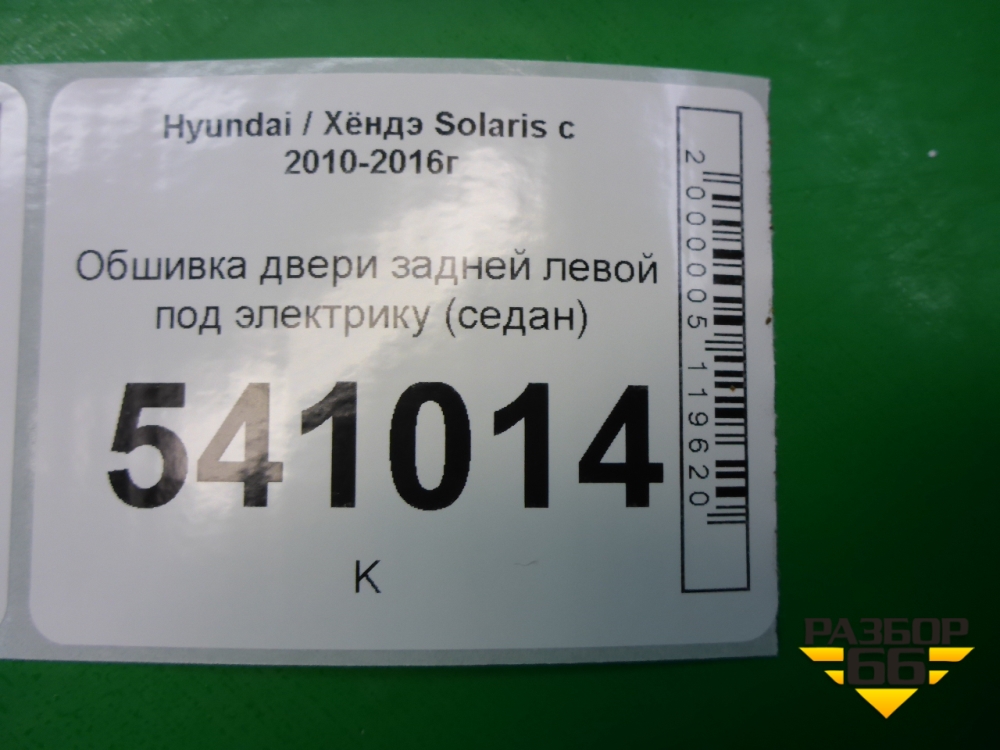 Hyundai / Хёндэ Solaris с
2010-2016г
Обшивка двери задней левой
под электрику (седан)
541014
К
2000005119620
РАЗБОР
66